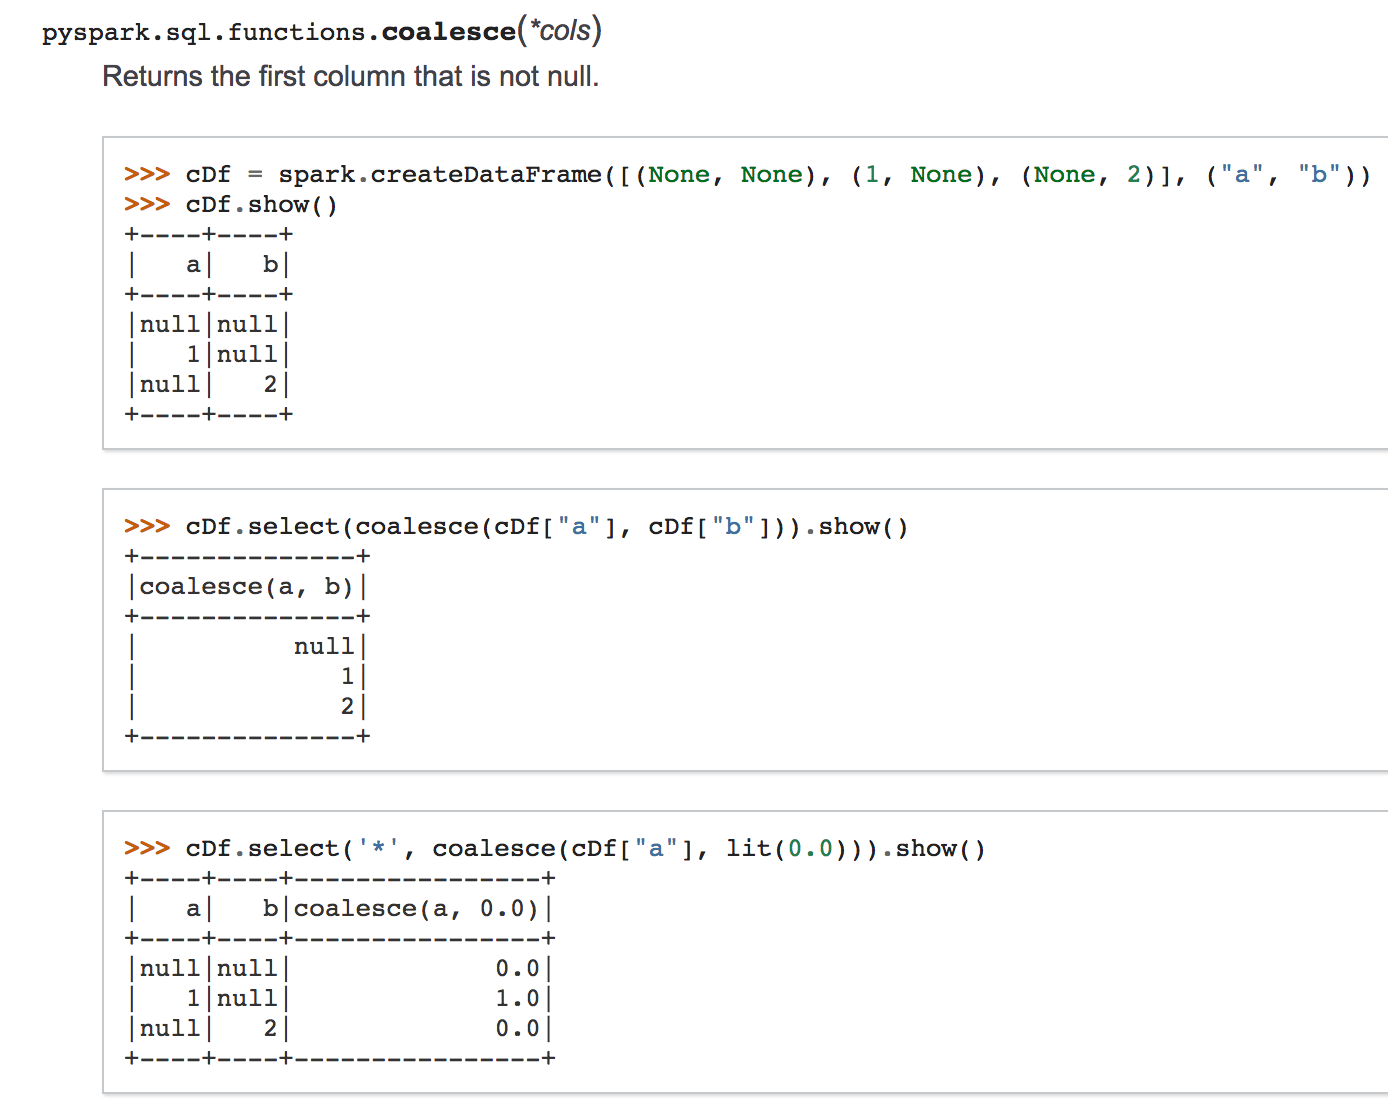 pyspark.sql.functions.coalesce(*cols)
Returns the first column that is not null.
>>> cDf = spark.createDataFrame([(None, None), (1, None), (None, 2)], ("a", "b"))
>>> cDf.show()
+----+----+
|   a|   b|
+----+----+
|null|null|
|   1|null|
|null|   2|
+----+----+
>>> cDf.select(coalesce(cDf["a"], cDf["b"])).show()
+--------------+
|coalesce(a, b)|
+--------------+
|          null|
|             1|
|             2|
+--------------+
>>> cDf.select('*', coalesce(cDf["a"], lit(0.0))).show()
+----+----+----------------+
|   a|   b|coalesce(a, 0.0)|
+----+----+----------------+
|null|null|             0.0|
|   1|null|             1.0|
|null|   2|             0.0|
+----+----+----------------+